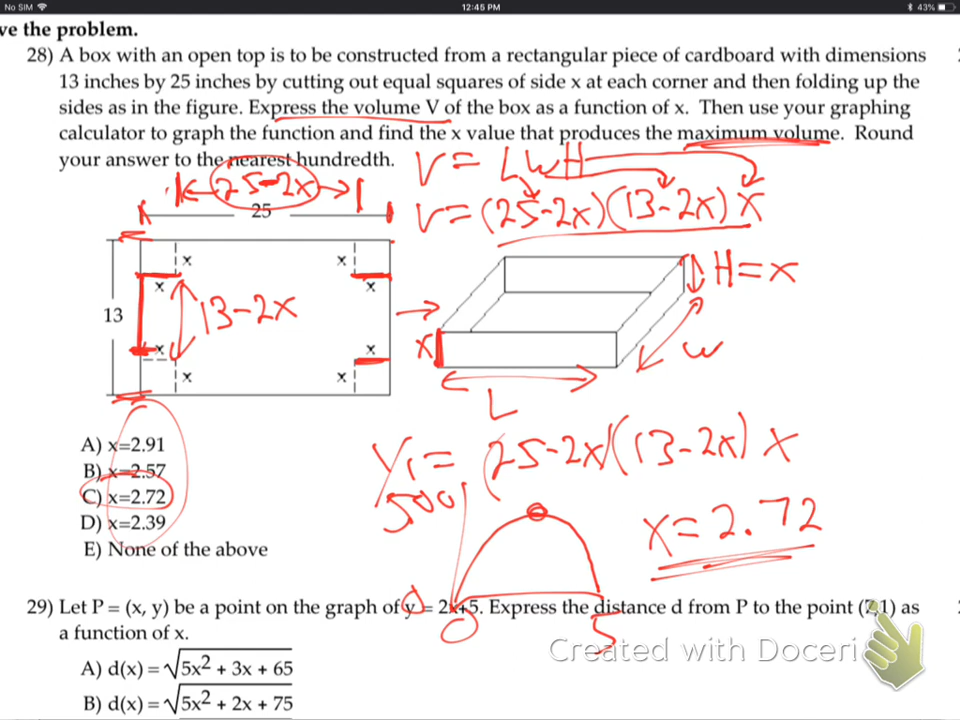 No SIM 12:45 PM 43%
ve the problem.
28) A box with an open top is to be constructed from a rectangular piece of cardboard with dimensions
13 inches by 25 inches by cutting out equal squares of side x at each corner and then folding up the
sides as in the figure. Express the volume V of the box as a function of x. Then use your graphing
calculator to graph the function and find the x value that produces the maximum volume. Round
your answer to the nearest hundredth.
V = LWH
25-2x
25
V = (25-2x)(13-2x) x
x x
x x
H = x
13
13-2x
x x
x x
X
W
L
A) x=2.91
B) x=2.57
C) x=2.72
D) x=2.39
E) None of the above
Y1 = (25-2x)(13-2x) x
500
x = 2.72
0
0
5
29) Let P = (x, y) be a point on the graph of y = 2x+5. Express the distance d from P to the point (7,1) as
a function of x.
Created with Doceri
A) d(x) = √5x2 + 3x + 65
B) d(x) = √5x2 + 2x + 75